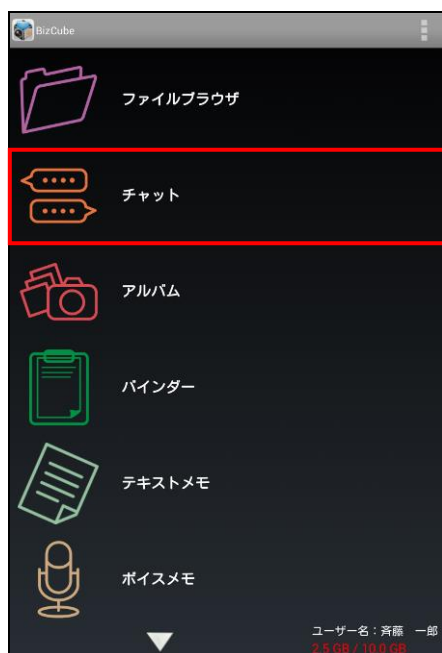 BizCube
ファイルブラウザ
チャット
アルバム
バインダー
テキストメモ
ボイスメモ
ユーザー名：斉藤　一郎
2.5 GB / 10.0 GB